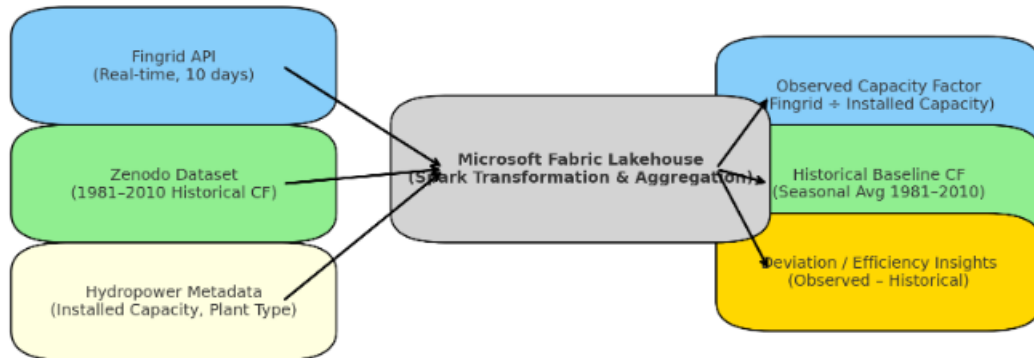 Fingrid API
(Real-time, 10 days)
Zenodo Dataset
(1981–2010 Historical CF)
Hydropower Metadata
(Installed Capacity, Plant Type)
Microsoft Fabric Lakehouse
(Spark Transformation & Aggregation)
Observed Capacity Factor
(Fingrid ÷ Installed Capacity)
Historical Baseline CF
(Seasonal Avg 1981–2010)
Deviation / Efficiency Insights
(Observed – Historical)